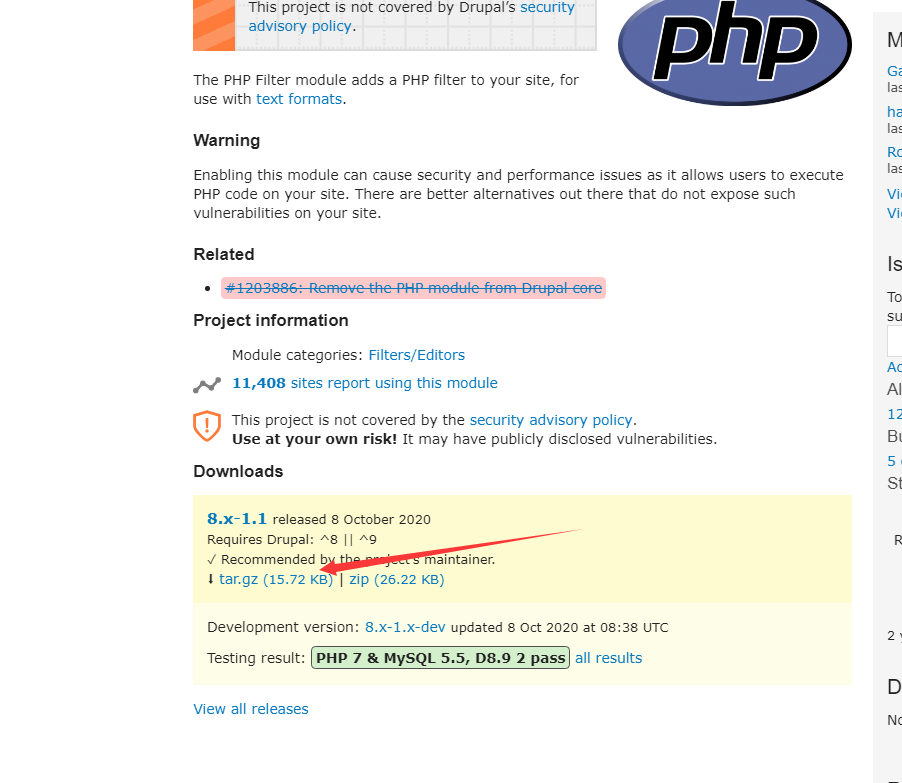 This project is not covered by Drupal's security
advisory policy.
php
The PHP Filter module adds a PHP filter to your site, for
use with text formats.
Warning
Enabling this module can cause security and performance issues as it allows users to execute
PHP code on your site. There are better alternatives out there that do not expose such
vulnerabilities on your site.
Related
#1203886: Remove the PHP module from Drupal core
Project information
Module categories: Filters/Editors
11,408 sites report using this module
This project is not covered by the security advisory policy.
Use at your own risk! It may have publicly disclosed vulnerabilities.
Downloads
8.x-1.1 released 8 October 2020
Requires Drupal: ^8 || ^9
✓ Recommended by the project's maintainer.
⬇ tar.gz (15.72 KB) | zip (26.22 KB)
Development version: 8.x-1.x-dev updated 8 Oct 2020 at 08:38 UTC
Testing result: PHP 7 & MySQL 5.5, D8.9 2 pass all results
View all releases
M
Ga
las
ha
las
Ro
las
Vi
Vi
Is
To
su
Al
12
Bu
5
St
R
2
D
No